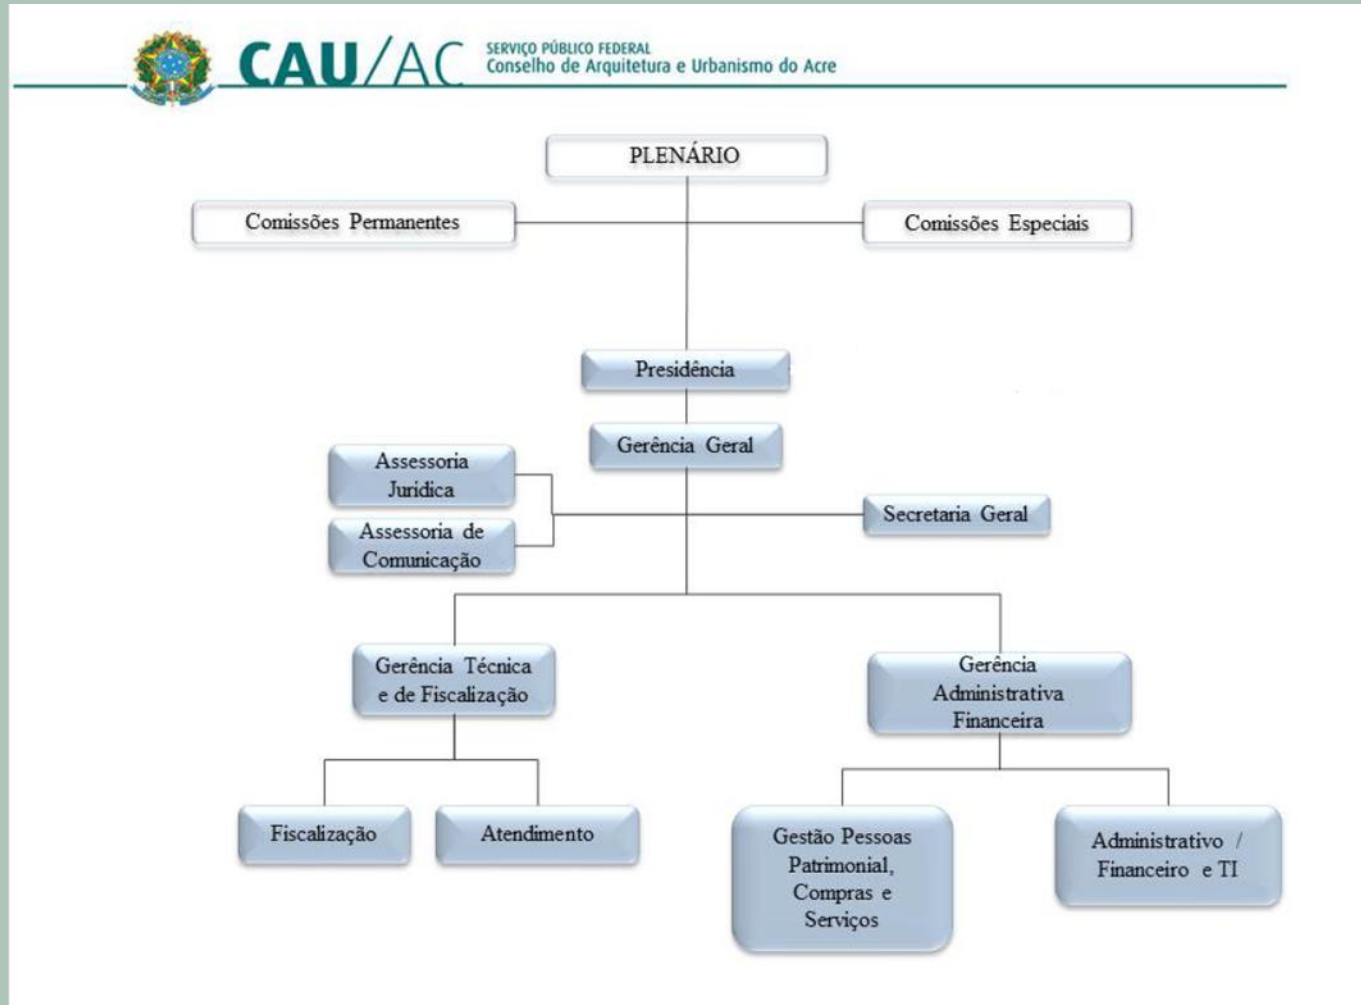 CAU/AC
SERVIÇO PÚBLICO FEDERAL
Conselho de Arquitetura e Urbanismo do Acre
PLENÁRIO
Comissões Permanentes
Comissões Especiais
Presidência
Gerência Geral
Assessoria
Jurídica
Secretaria Geral
Assessoria de
Comunicação
Gerência Técnica
e de Fiscalização
Gerência
Administrativa
Financeira
Fiscalização
Atendimento
Gestão Pessoas
Patrimonial,
Compras e
Serviços
Administrativo /
Financeiro e TI